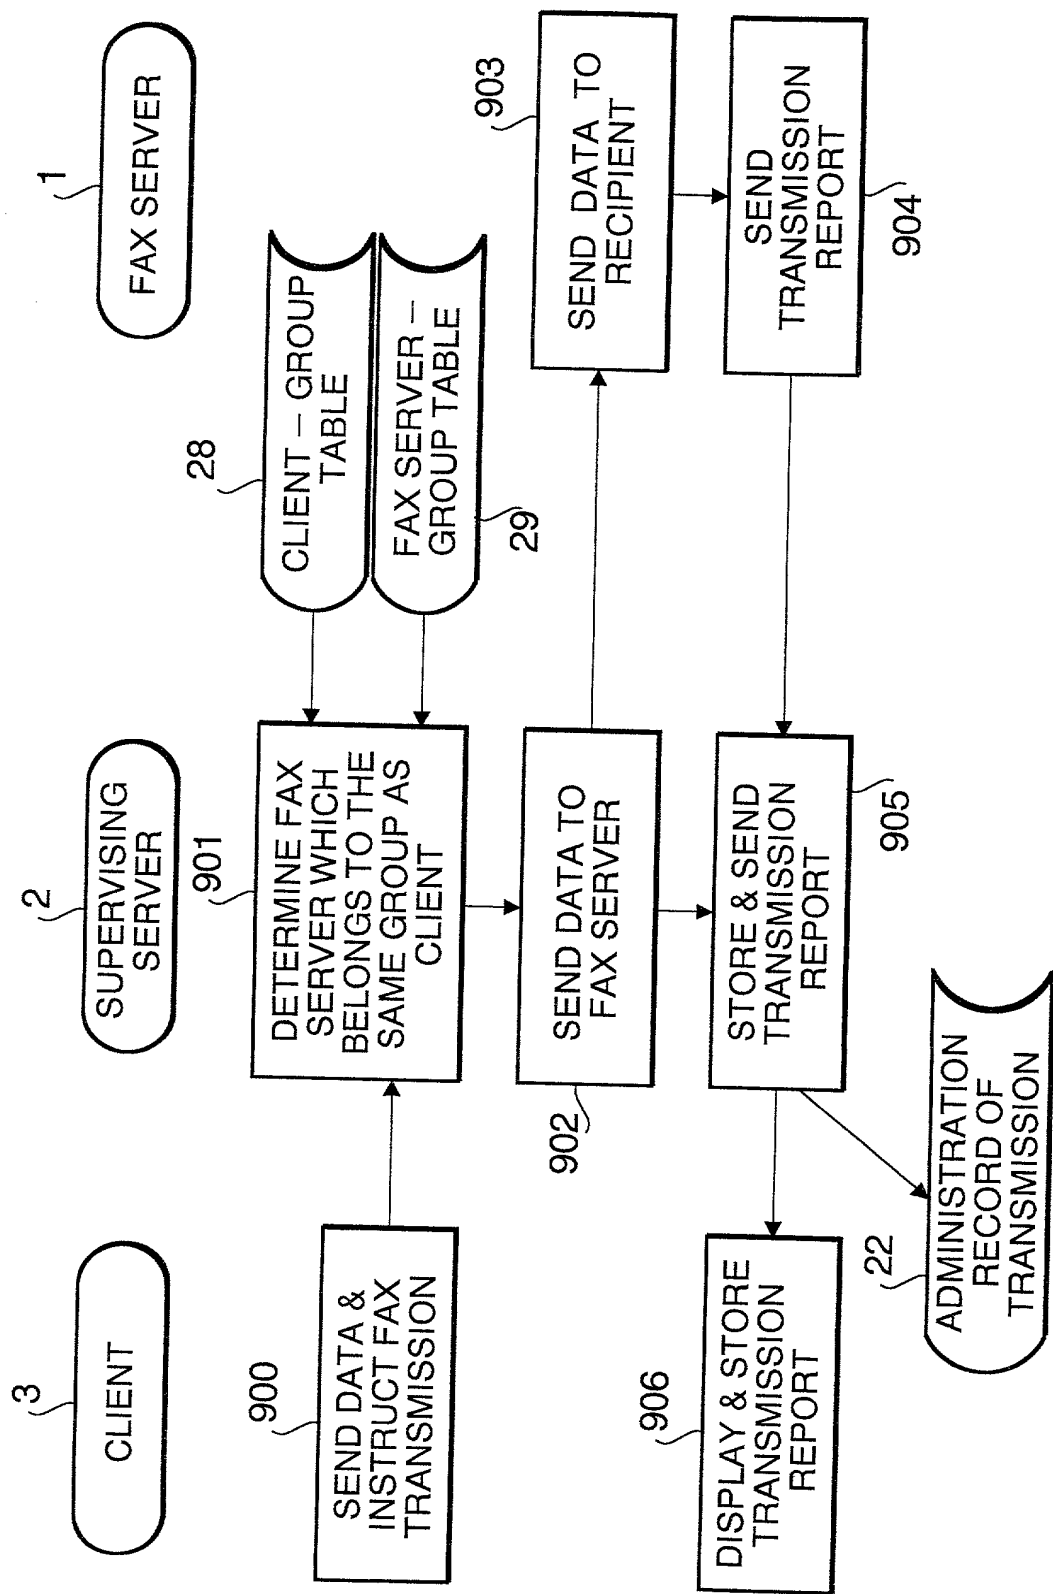 3
CLIENT
2
SUPERVISING
SERVER
1
FAX SERVER
900
SEND DATA &
INSTRUCT FAX
TRANSMISSION
901
DETERMINE FAX
SERVER WHICH
BELONGS TO THE
SAME GROUP AS
CLIENT
28
CLIENT – GROUP
TABLE
FAX SERVER –
GROUP TABLE
29
902
SEND DATA TO
FAX SERVER
903
SEND DATA TO
RECIPIENT
SEND
TRANSMISSION
REPORT
904
STORE & SEND
TRANSMISSION
REPORT
905
906
DISPLAY & STORE
TRANSMISSION
REPORT
22
ADMINISTRATION
RECORD OF
TRANSMISSION